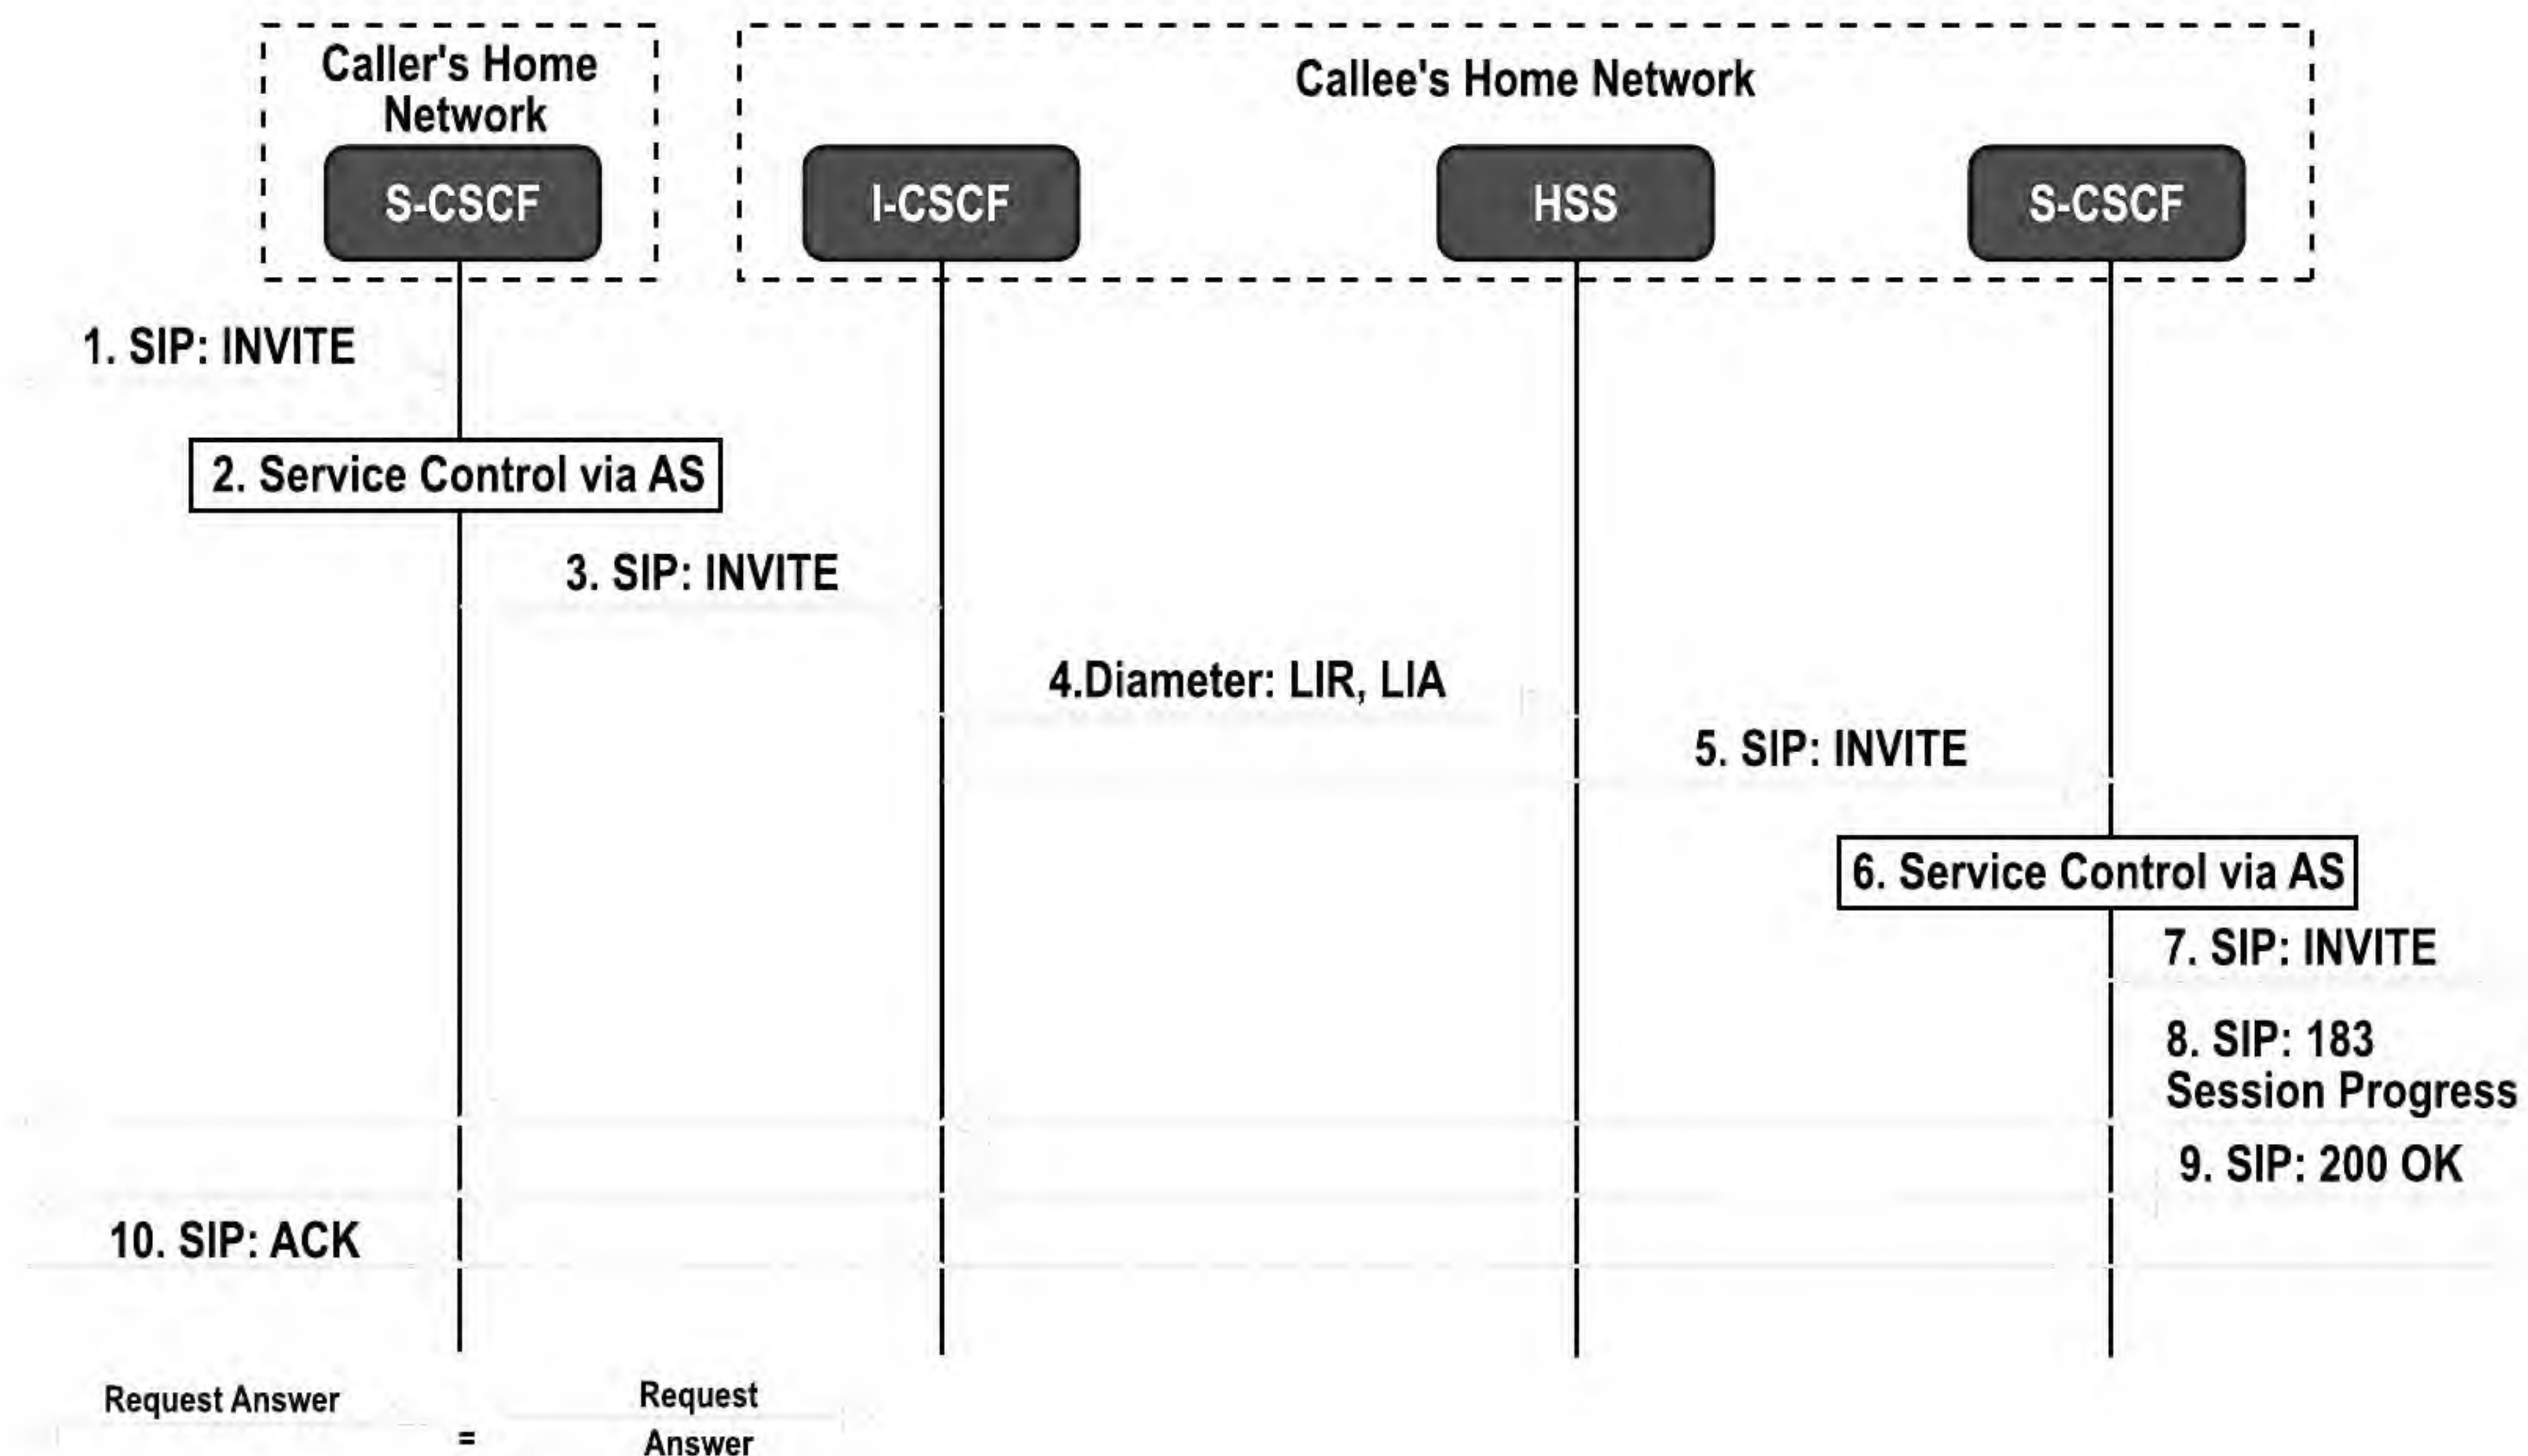 Caller's Home
Network
Callee's Home Network
S-CSCF
I-CSCF
HSS
S-CSCF
1. SIP: INVITE
2. Service Control via AS
3. SIP: INVITE
4.Diameter: LIR, LIA
5. SIP: INVITE
6. Service Control via AS
7. SIP: INVITE
8. SIP: 183
Session Progress
9. SIP: 200 OK
10. SIP: ACK
Request Answer
=
Request
Answer